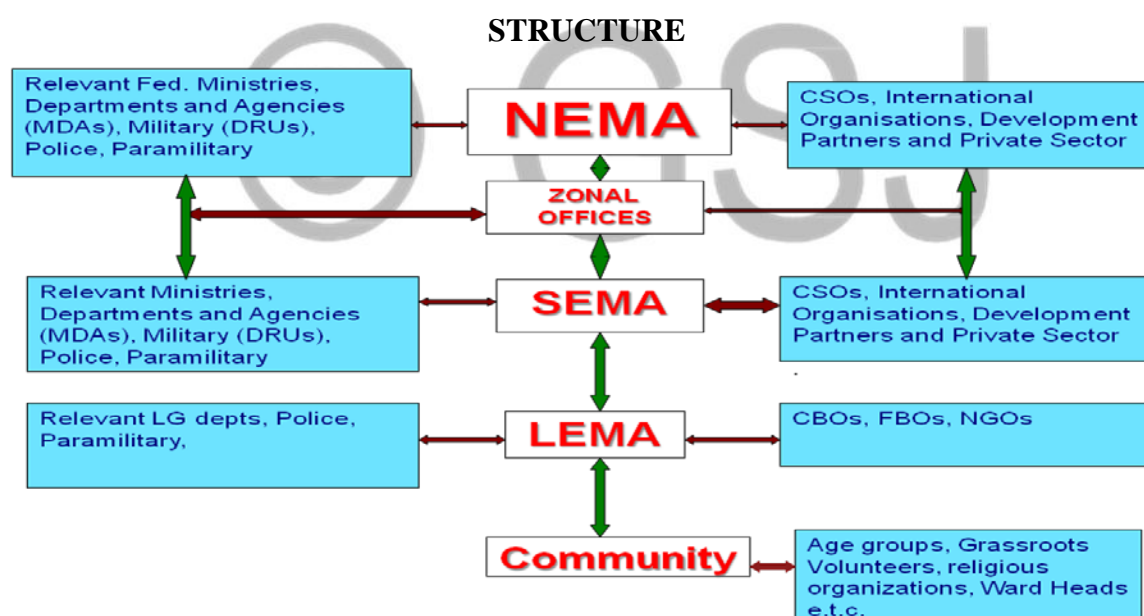 STRUCTURE
© GSJ
Relevant Fed. Ministries,
Departments and Agencies
(MDAs), Military (DRUs),
Police, Paramilitary
NEMA
CSOs, International
Organisations, Development
Partners and Private Sector
ZONAL
OFFICES
Relevant Ministries,
Departments and Agencies
(MDAs), Military (DRUs),
Police, Paramilitary
SEMA
CSOs, International
Organisations, Development
Partners and Private Sector
.
Relevant LG depts, Police,
Paramilitary,
LEMA
CBOs, FBOs, NGOs
Community
Age groups, Grassroots
Volunteers, religious
organizations, Ward Heads
e.t.c.